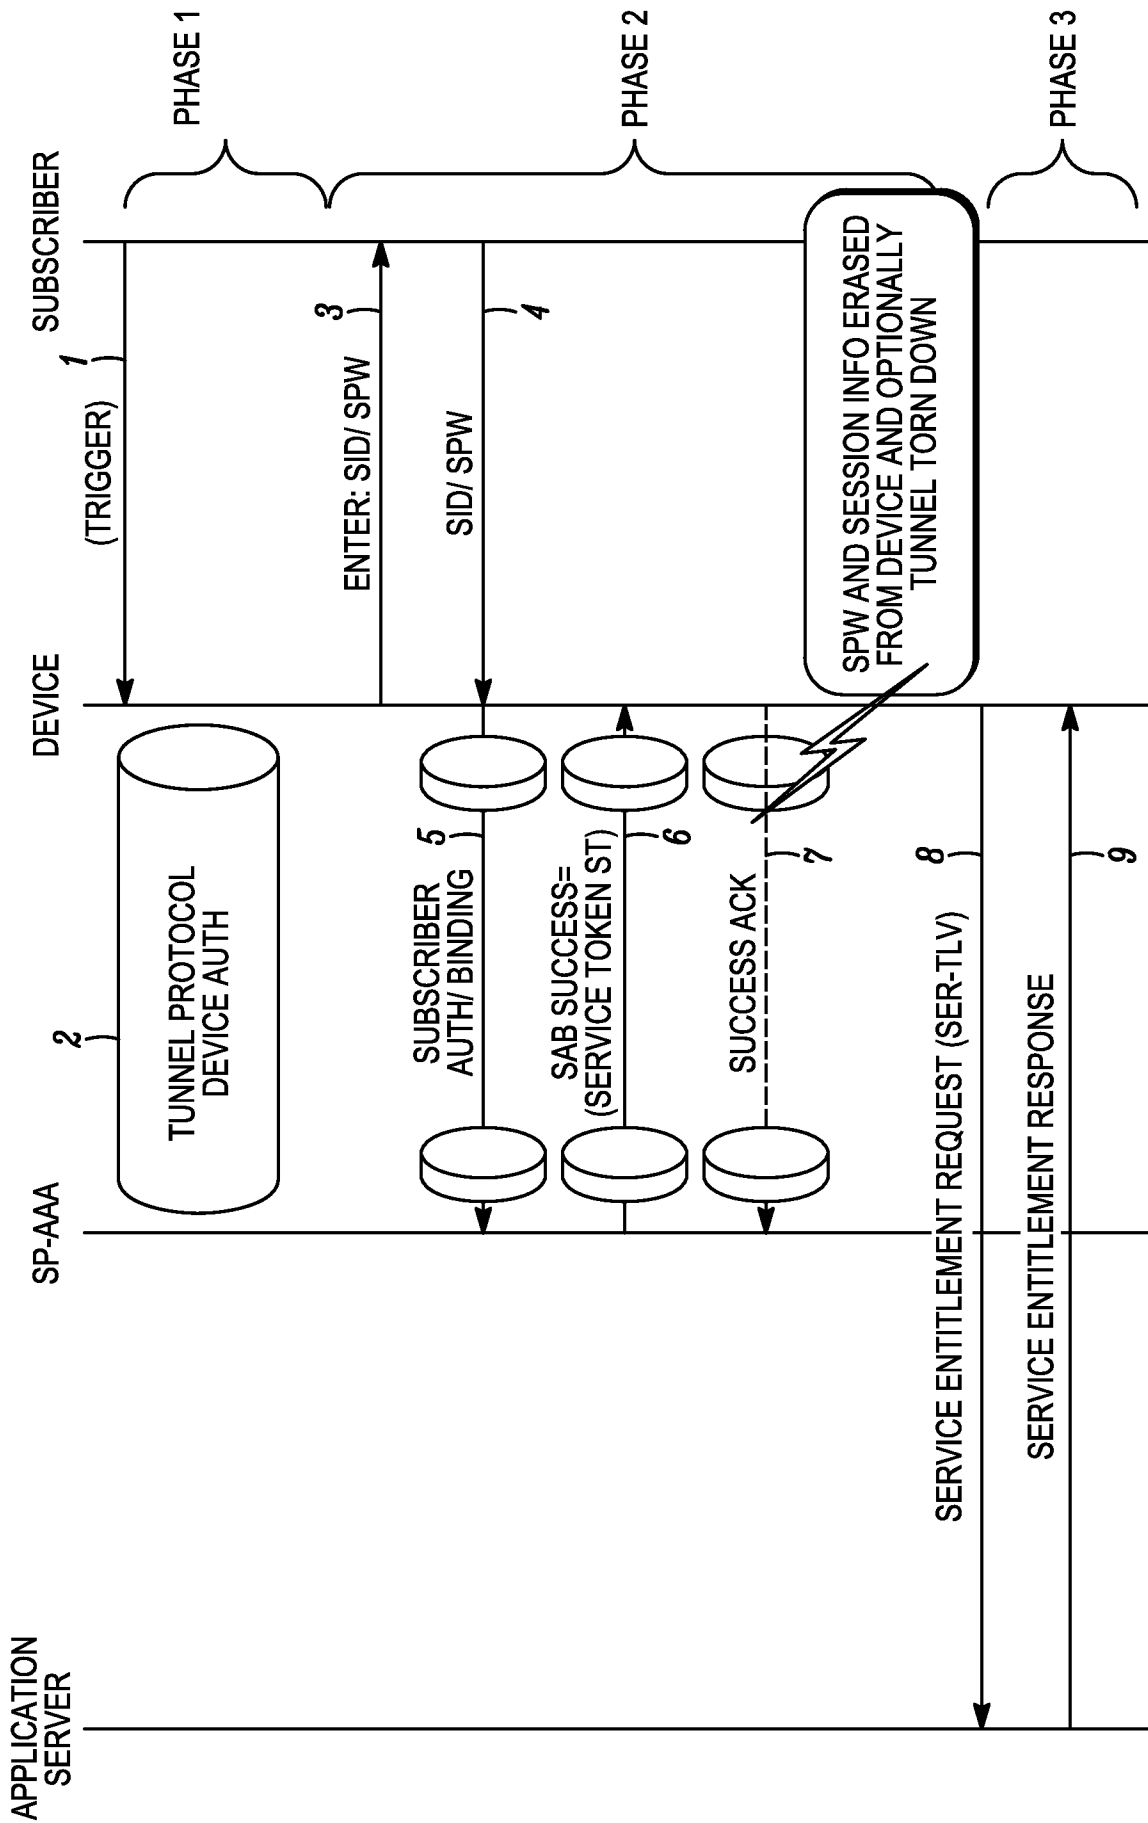 APPLICATION
SERVER
SP-AAA
DEVICE
SUBSCRIBER
1
(TRIGGER)
PHASE 1
2
TUNNEL PROTOCOL
DEVICE AUTH
ENTER: SID/ SPW
3
SID/ SPW
4
SUBSCRIBER
AUTH/ BINDING
5
SAB SUCCESS=
(SERVICE TOKEN ST)
6
PHASE 2
SUCCESS ACK
7
SPW AND SESSION INFO ERASED
FROM DEVICE AND OPTIONALLY
TUNNEL TORN DOWN
SERVICE ENTITLEMENT REQUEST (SER-TLV)
8
SERVICE ENTITLEMENT RESPONSE
9
PHASE 3